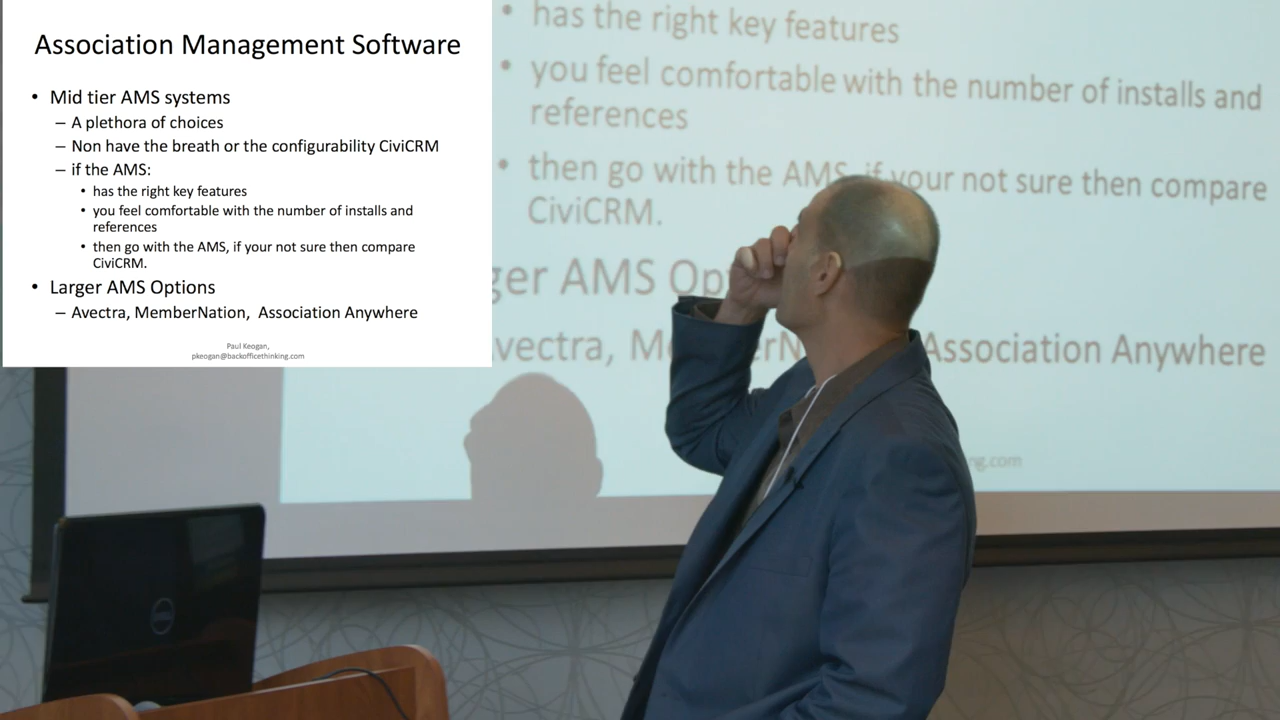 Association Management Software
• Mid tier AMS systems
– A plethora of choices
– Non have the breath or the configurability CiviCRM
– if the AMS:
• has the right key features
• you feel comfortable with the number of installs and
references
• then go with the AMS, if your not sure then compare
CiviCRM.
• Larger AMS Options
– Avectra, MemberNation, Association Anywhere
Paul Keogan,
pkeogan@backofficethinking.com
• has the right key features
• you feel comfortable with the number of installs and
references
• then go with the AMS, if your not sure then compare
CiviCRM.
ger AMS Op
vectra, M
Association Anywhere
ng.com
DELL